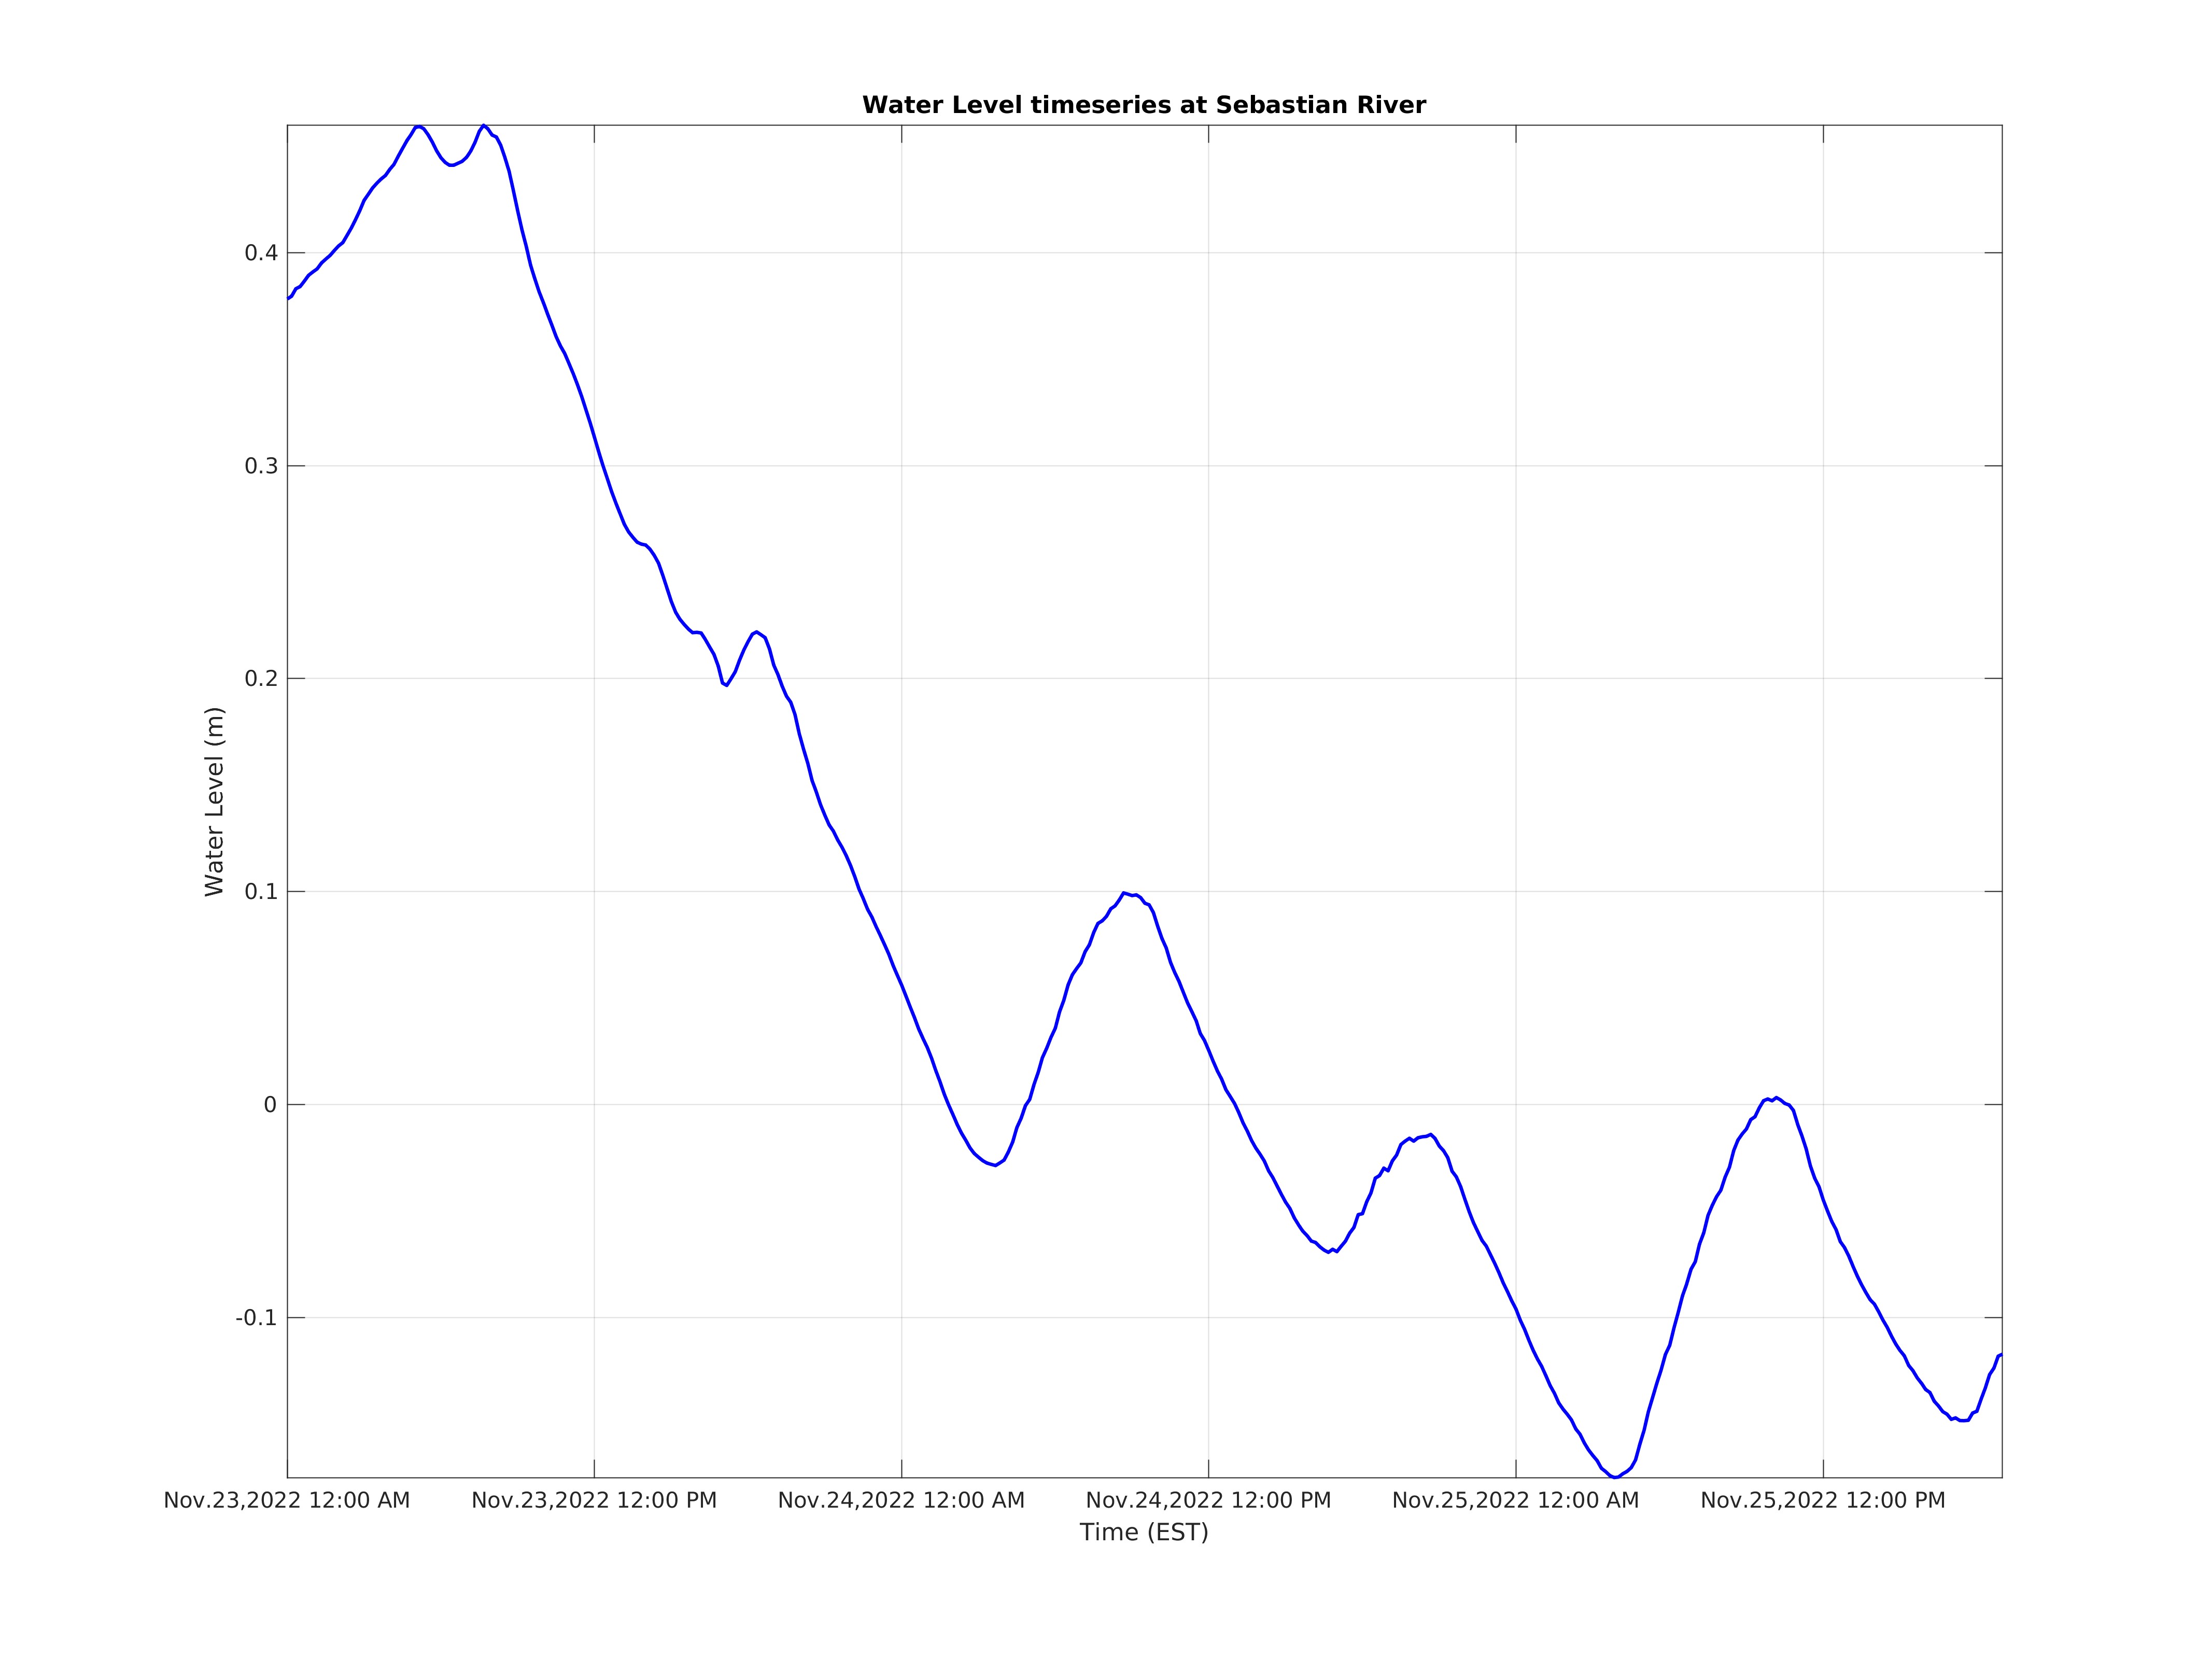 Water Level timeseries at Sebastian River
0.4
0.3
0.2
0.1
0
-0.1
Water Level (m)
Nov.23,2022 12:00 AM Nov.23,2022 12:00 PM Nov.24,2022 12:00 AM Nov.24,2022 12:00 PM Nov.25,2022 12:00 AM Nov.25,2022 12:00 PM
Time (EST)